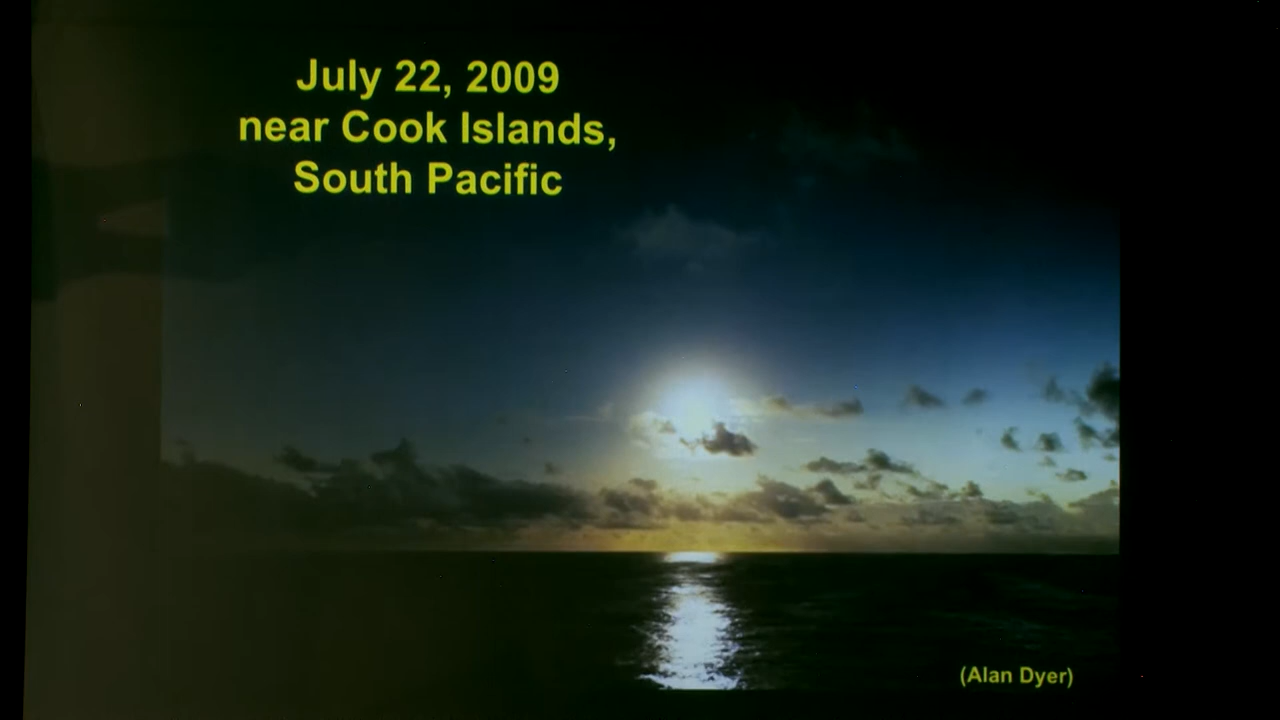 July 22, 2009
near Cook Islands,
South Pacific
(Alan Dyer)